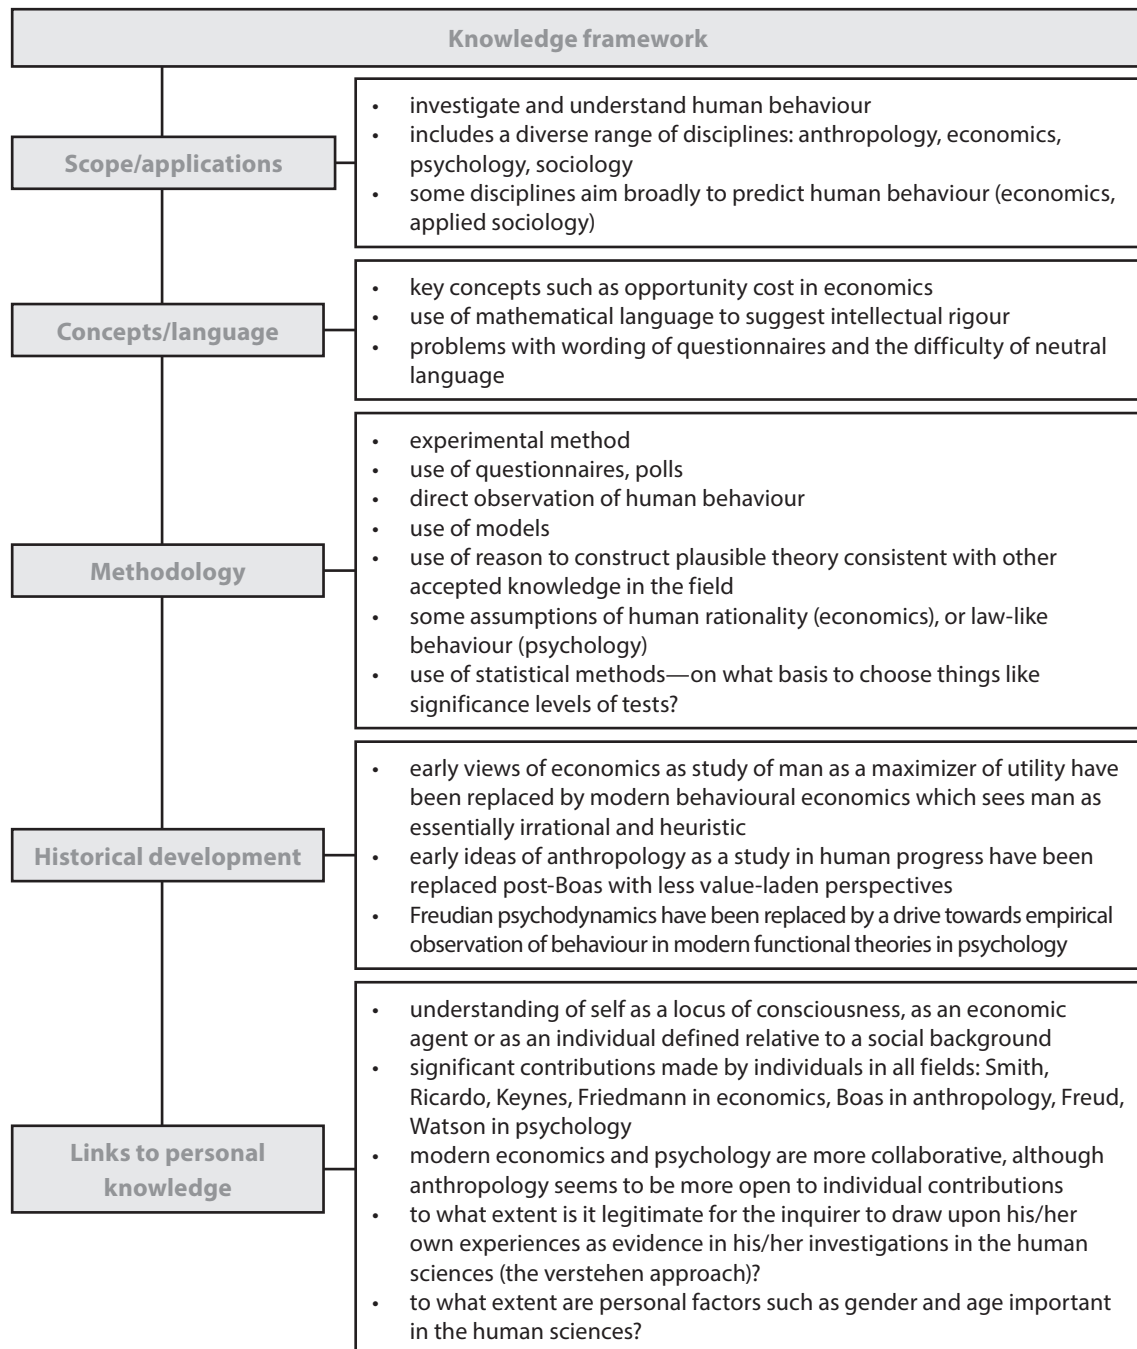 Knowledge framework
Scope/applications
• investigate and understand human behaviour
• includes a diverse range of disciplines: anthropology, economics,
psychology, sociology
• some disciplines aim broadly to predict human behaviour (economics,
applied sociology)
Concepts/language
• key concepts such as opportunity cost in economics
• use of mathematical language to suggest intellectual rigour
• problems with wording of questionnaires and the difficulty of neutral
language
Methodology
• experimental method
• use of questionnaires, polls
• direct observation of human behaviour
• use of models
• use of reason to construct plausible theory consistent with other
accepted knowledge in the field
• some assumptions of human rationality (economics), or law-like
behaviour (psychology)
• use of statistical methods—on what basis to choose things like
significance levels of tests?
Historical development
• early views of economics as study of man as a maximizer of utility have
been replaced by modern behavioural economics which sees man as
essentially irrational and heuristic
• early ideas of anthropology as a study in human progress have been
replaced post-Boas with less value-laden perspectives
• Freudian psychodynamics have been replaced by a drive towards empirical
observation of behaviour in modern functional theories in psychology
Links to personal
knowledge
• understanding of self as a locus of consciousness, as an economic
agent or as an individual defined relative to a social background
• significant contributions made by individuals in all fields: Smith,
Ricardo, Keynes, Friedmann in economics, Boas in anthropology, Freud,
Watson in psychology
• modern economics and psychology are more collaborative, although
anthropology seems to be more open to individual contributions
• to what extent is it legitimate for the inquirer to draw upon his/her
own experiences as evidence in his/her investigations in the human
sciences (the verstehen approach)?
• to what extent are personal factors such as gender and age important
in the human sciences?